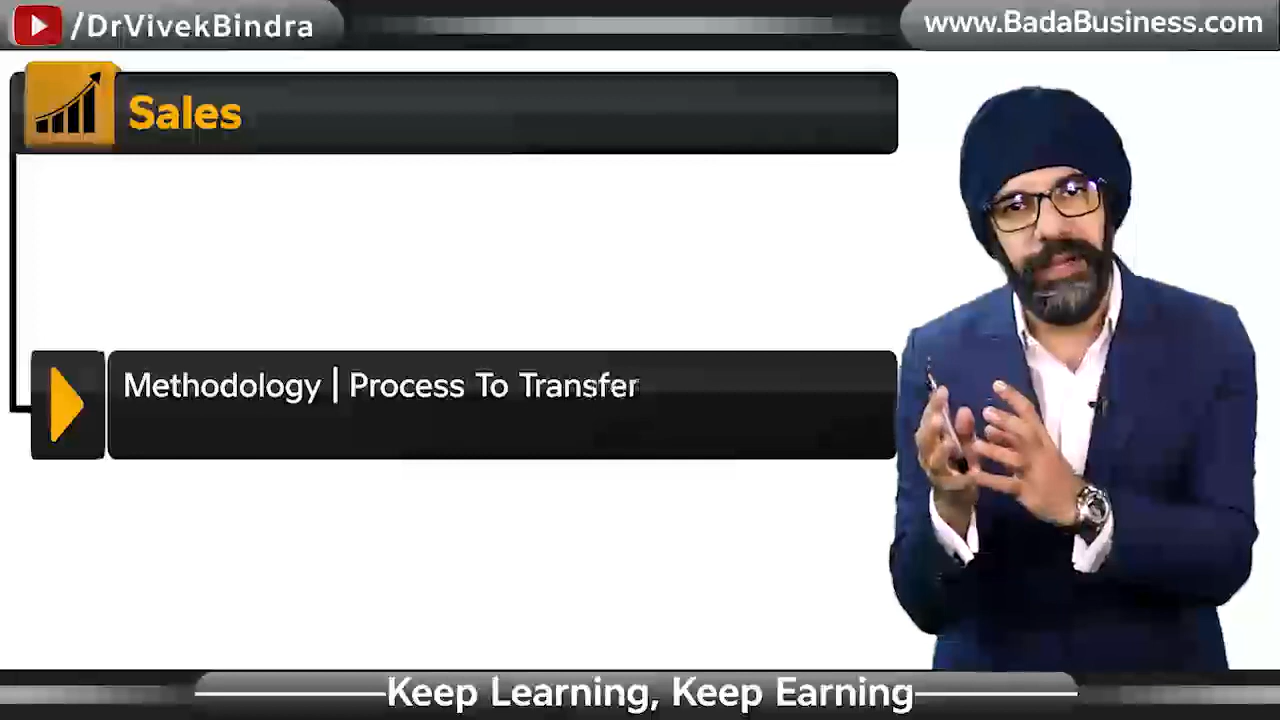 /DrVivekBindra
www.BadaBusiness.com
Sales
Methodology | Process To Transfer
Keep Learning, Keep Earning